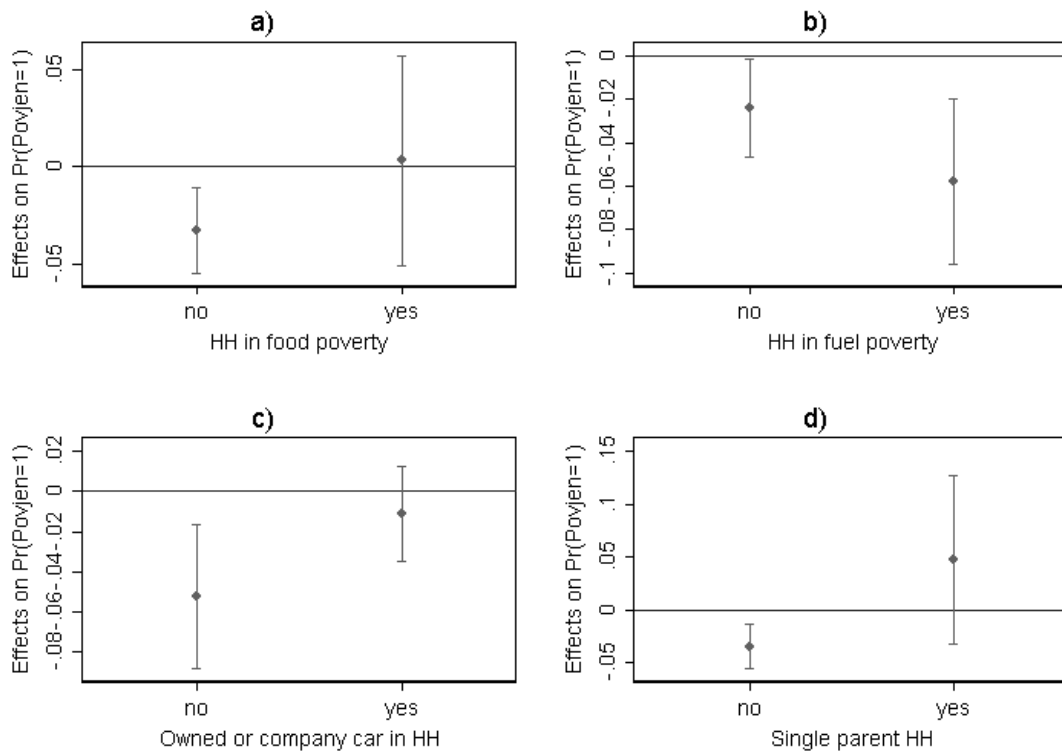 a)
Effects on Pr(Povjen=1)
.05
0
-.05
no
yes
HH in food poverty
b)
Effects on Pr(Povjen=1)
0
-.02
-.04
-.06
-.08
-.1
no
yes
HH in fuel poverty
c)
Effects on Pr(Povjen=1)
.02
0
-.02
-.04
-.06
-.08
no
yes
Owned or company car in HH
d)
Effects on Pr(Povjen=1)
.15
.1
.05
0
-.05
no
yes
Single parent HH